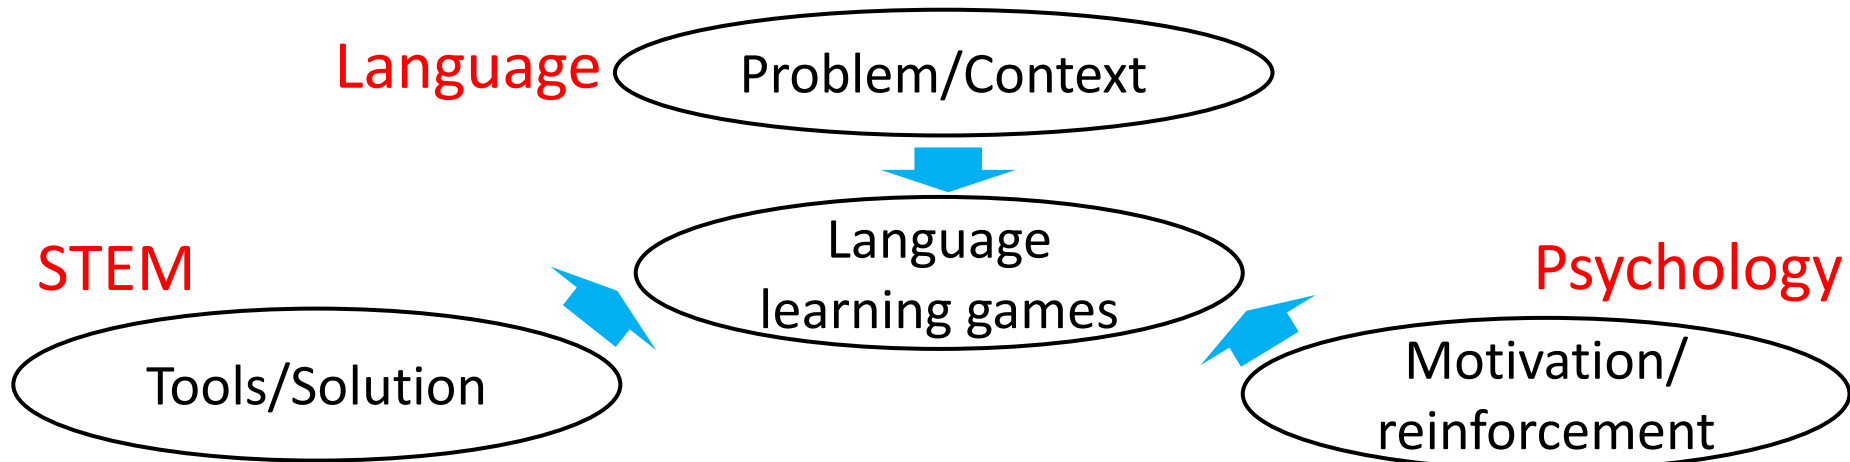 Language
Problem/Context
Language
learning games
STEM
Tools/Solution
Psychology
Motivation/
reinforcement